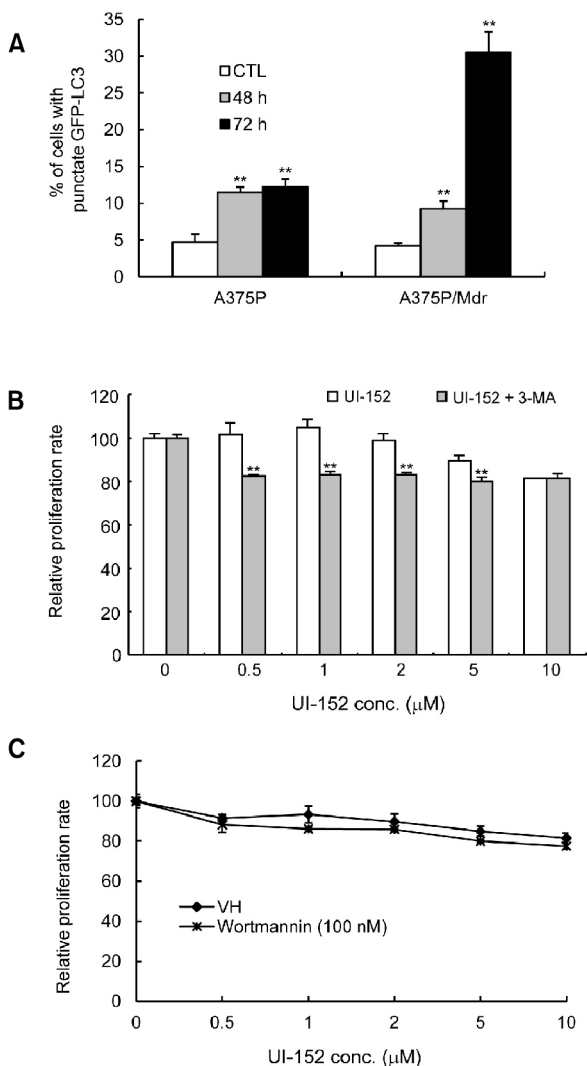 A
% of cells with
punctate GFP-LC3
35
30
25
20
15
10
5
0
CTL
48 h
72 h
**
**
**
**
A375P
A375P/Mdr
B
Relative proliferation rate
120
100
80
60
40
20
0
UI-152
UI-152 + 3-MA
**
**
**
**
0
0.5
1
2
5
10
UI-152 conc. (μM)
C
Relative proliferation rate
120
100
80
60
40
20
0
VH
Wortmannin (100 nM)
0
0.5
1
2
5
10
UI-152 conc. (μM)